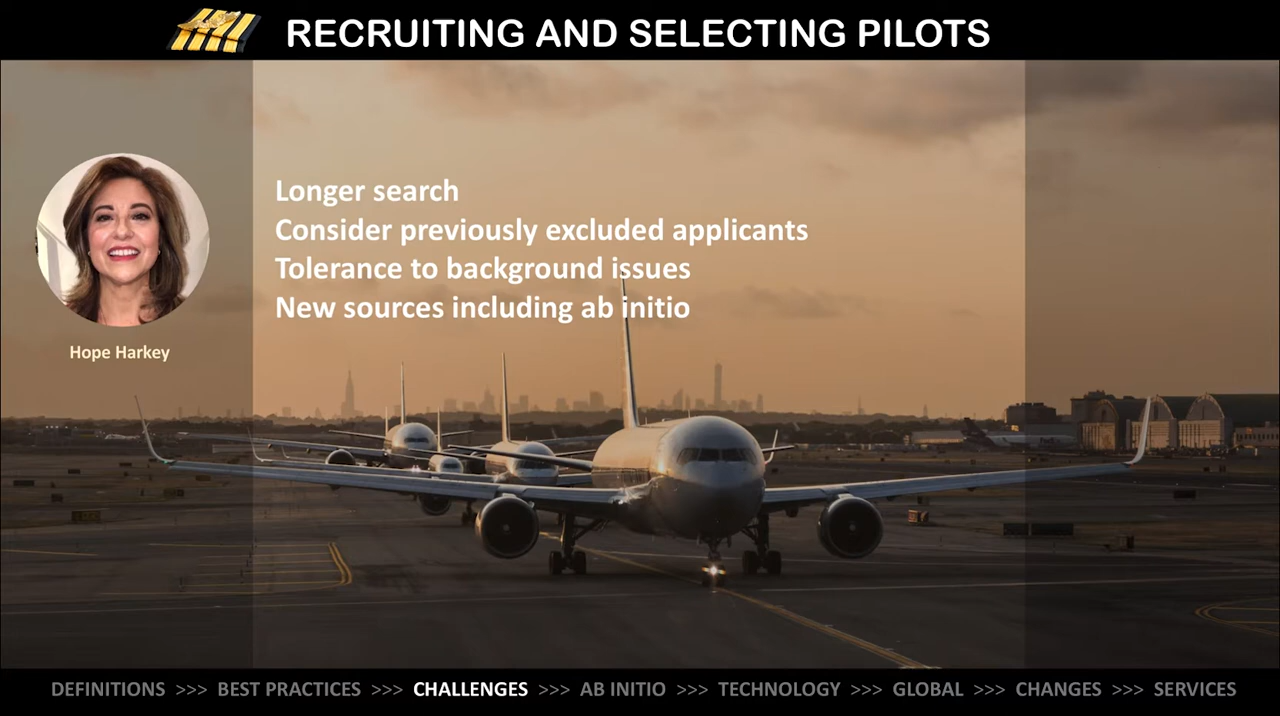 RECRUITING AND SELECTING PILOTS
Longer search
Consider previously excluded applicants
Tolerance to background issues
New sources including ab initio
Hope Harkey
DEFINITIONS >>> BEST PRACTICES >>> CHALLENGES >>> AB INITIO >>> TECHNOLOGY >>> GLOBAL >>> CHANGES >>> SERVICES